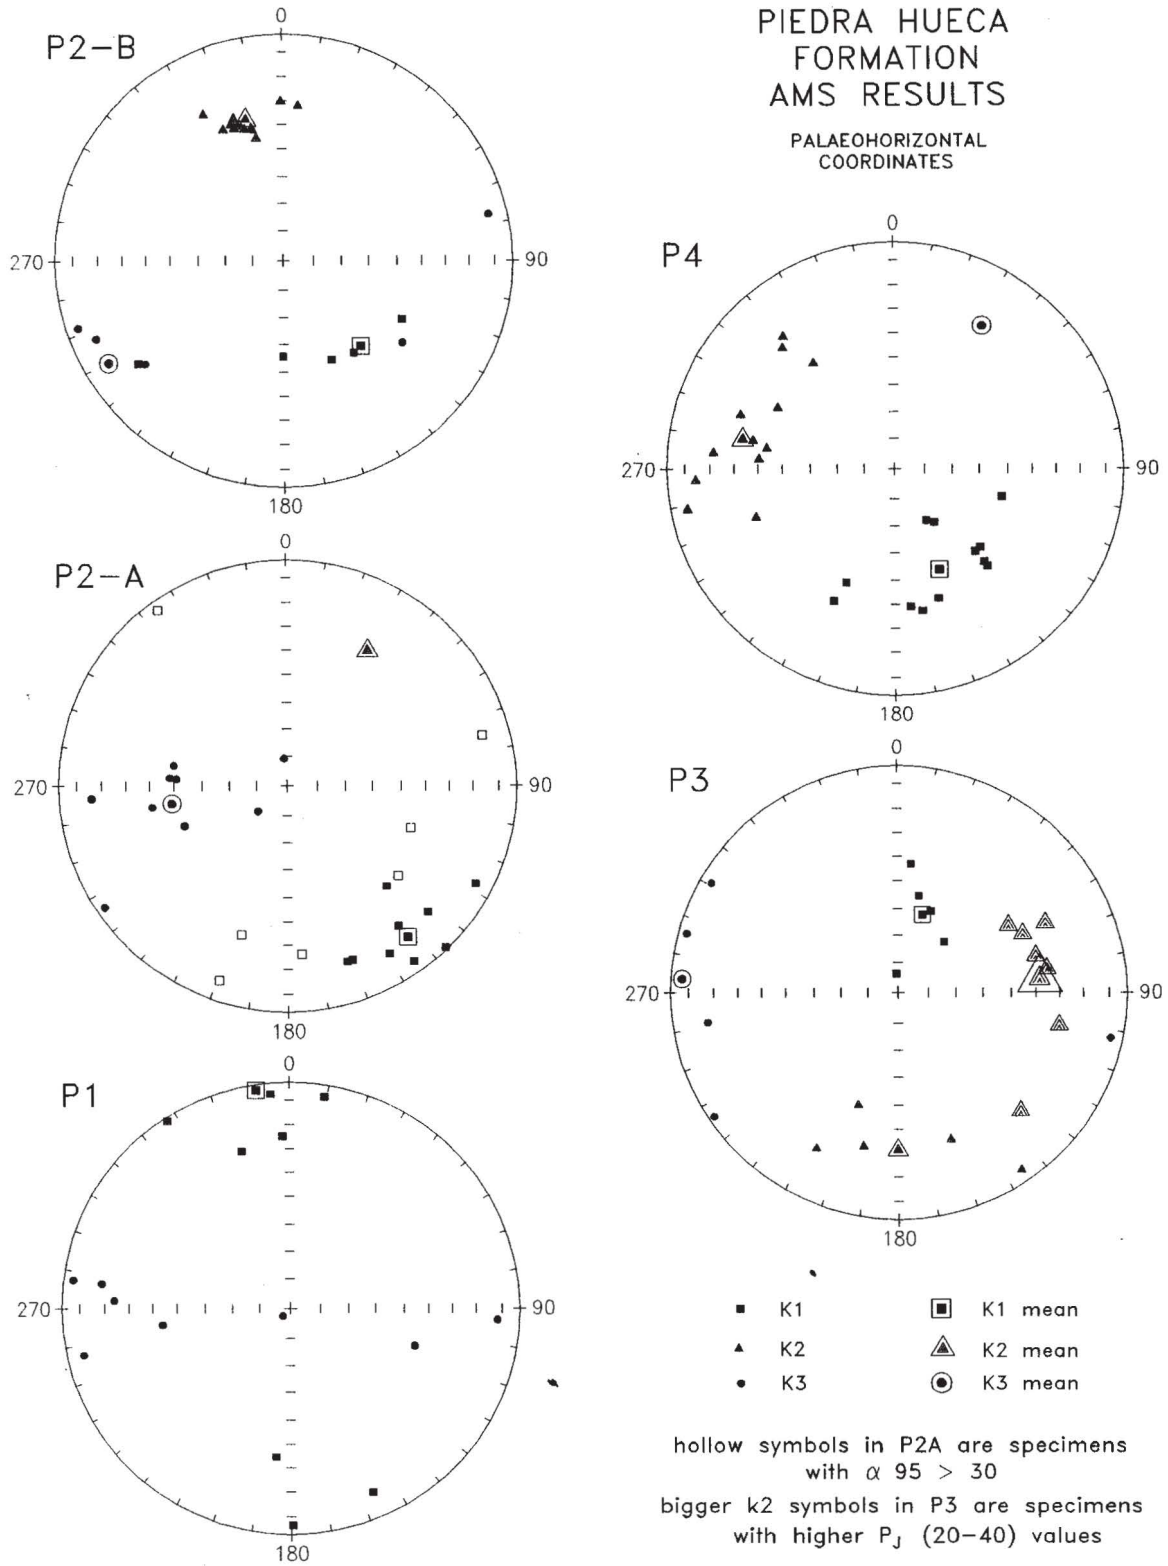 PIEDRA HUECA
FORMATION
AMS RESULTS
PALAEOHORIZONTAL
COORDINATES
P2-B
0
270
90
180
P4
0
270
90
180
P2-A
0
270
90
180
P3
0
270
90
180
P1
0
270
90
180
K1
K1 mean
K2
K2 mean
K3
K3 mean
hollow symbols in P2A are specimens
with α 95 > 30
bigger k2 symbols in P3 are specimens
with higher PJ (20-40) values